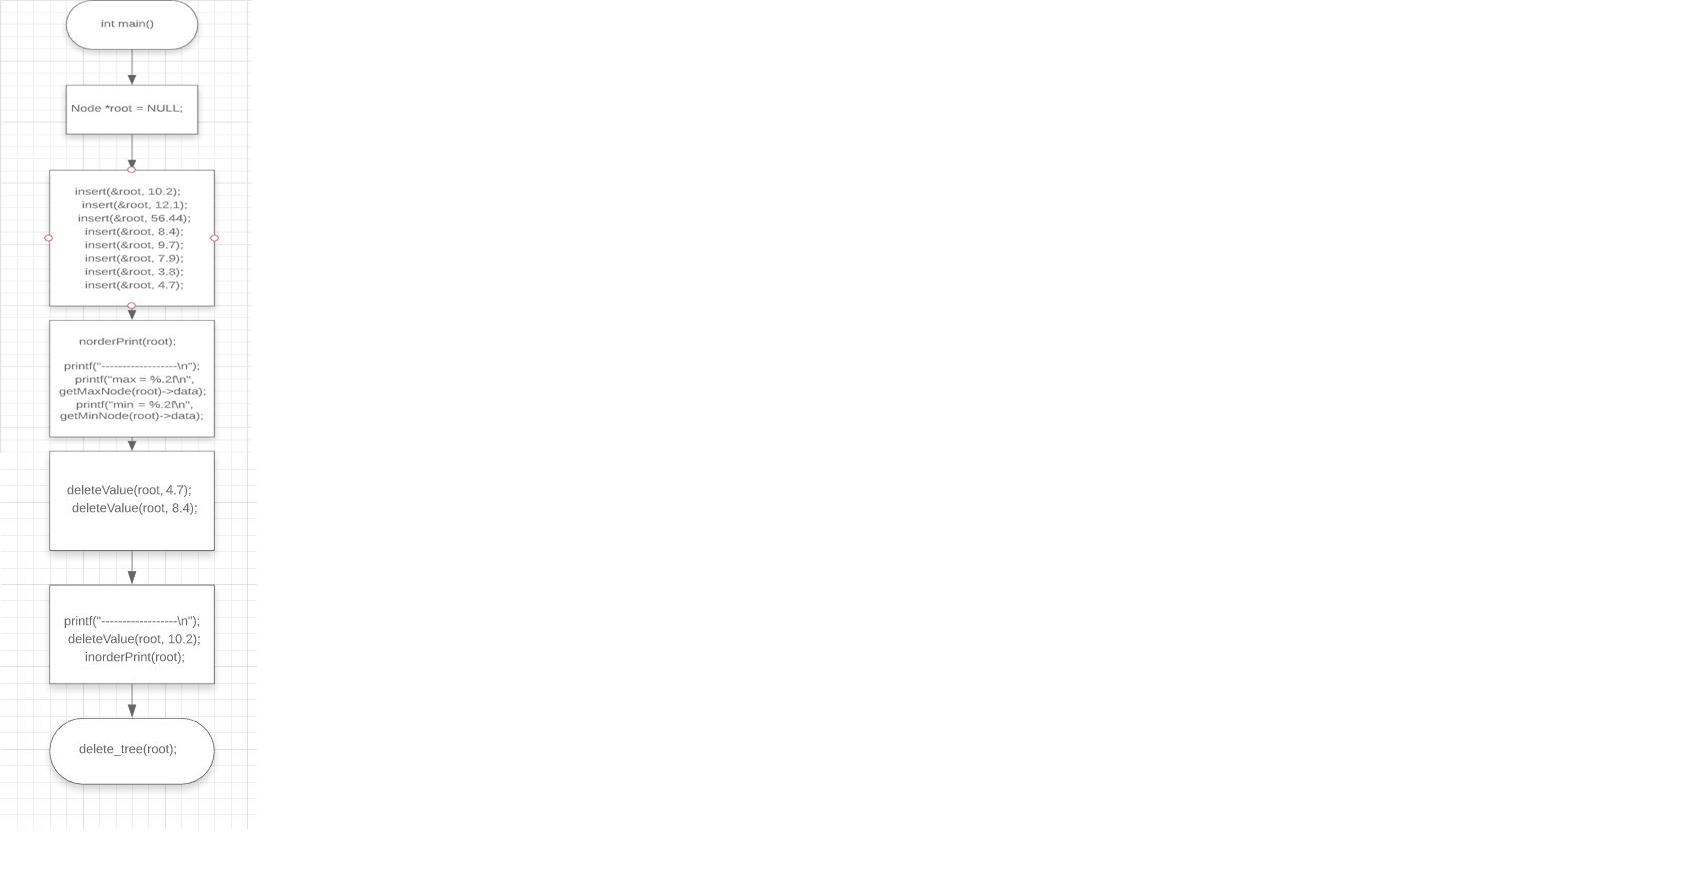 int main()
Node *root = NULL;
insert(&root, 10.2);
insert(&root, 12.1);
insert(&root, 56.44);
insert(&root, 8.4);
insert(&root, 9.7);
insert(&root, 7.9);
insert(&root, 3.8);
insert(&root, 4.7);
norderPrint(root);
printf("------------------\n");
printf("max = %.2f\n",
getMaxNode(root)->data);
printf("min = %.2f\n",
getMinNode(root)->data);
deleteValue(root, 4.7);
deleteValue(root, 8.4);
printf("------------------\n");
deleteValue(root, 10.2);
inorderPrint(root);
delete_tree(root);